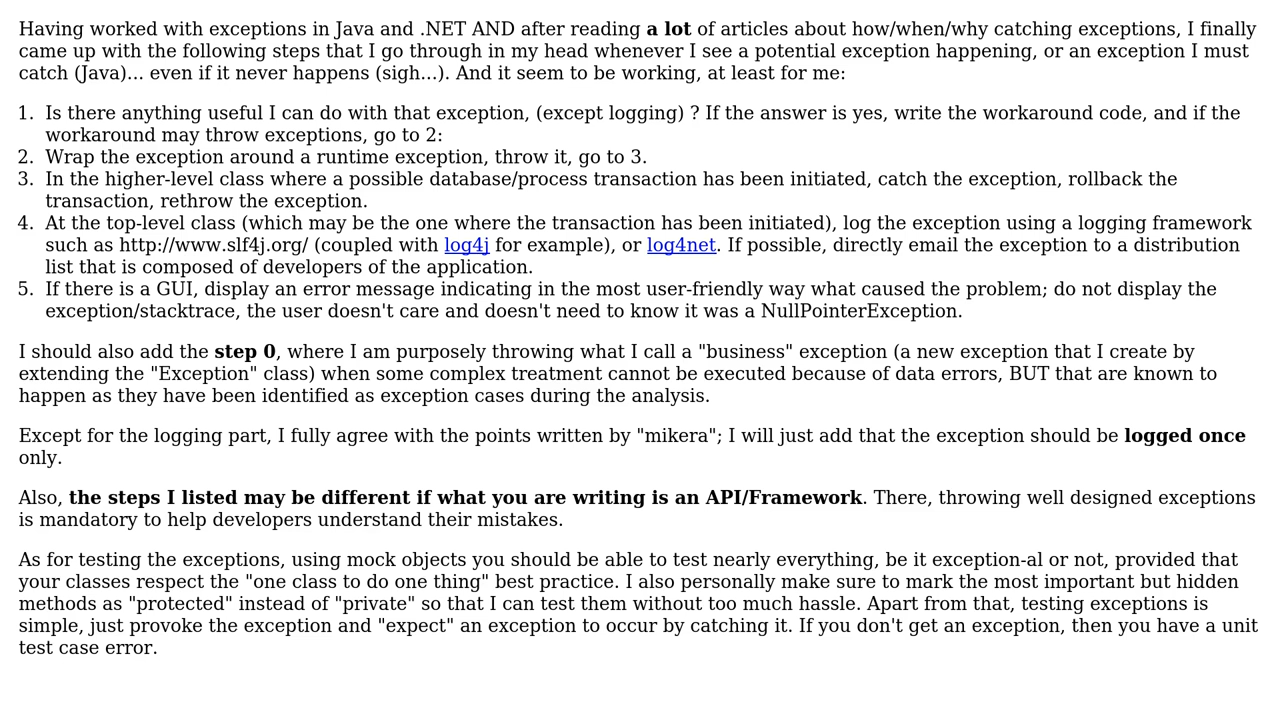 Having worked with exceptions in Java and .NET AND after reading a lot of articles about how/when/why catching exceptions, I finally
came up with the following steps that I go through in my head whenever I see a potential exception happening, or an exception I must
catch (Java)... even if it never happens (sigh...). And it seem to be working, at least for me:
1. Is there anything useful I can do with that exception, (except logging) ? If the answer is yes, write the workaround code, and if the
workaround may throw exceptions, go to 2:
2. Wrap the exception around a runtime exception, throw it, go to 3.
3. In the higher-level class where a possible database/process transaction has been initiated, catch the exception, rollback the
transaction, rethrow the exception.
4. At the top-level class (which may be the one where the transaction has been initiated), log the exception using a logging framework
such as http://www.slf4j.org/ (coupled with log4j for example), or log4net. If possible, directly email the exception to a distribution
list that is composed of developers of the application.
5. If there is a GUI, display an error message indicating in the most user-friendly way what caused the problem; do not display the
exception/stacktrace, the user doesn't care and doesn't need to know it was a NullPointerException.
I should also add the step 0, where I am purposely throwing what I call a "business" exception (a new exception that I create by
extending the "Exception" class) when some complex treatment cannot be executed because of data errors, BUT that are known to
happen as they have been identified as exception cases during the analysis.
Except for the logging part, I fully agree with the points written by "mikera"; I will just add that the exception should be logged once
only.
Also, the steps I listed may be different if what you are writing is an API/Framework. There, throwing well designed exceptions
is mandatory to help developers understand their mistakes.
As for testing the exceptions, using mock objects you should be able to test nearly everything, be it exception-al or not, provided that
your classes respect the "one class to do one thing" best practice. I also personally make sure to mark the most important but hidden
methods as "protected" instead of "private" so that I can test them without too much hassle. Apart from that, testing exceptions is
simple, just provoke the exception and "expect" an exception to occur by catching it. If you don't get an exception, then you have a unit
test case error.